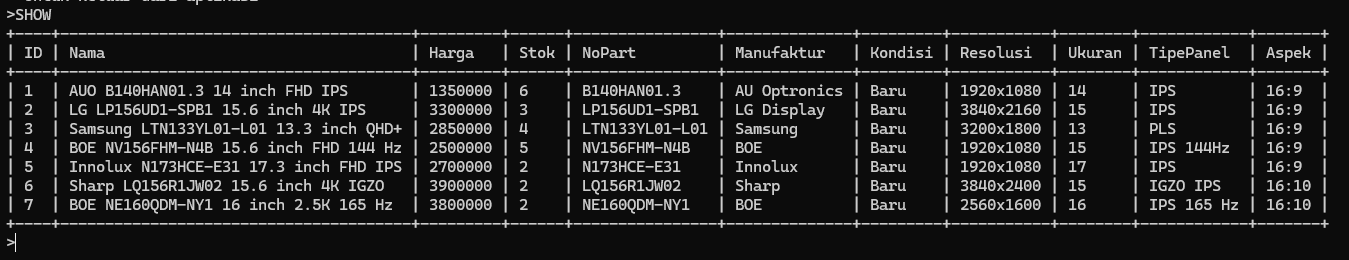 >SHOW
| ID | Nama | Harga | Stok | NoPart | Manufaktur | Kondisi | Resolusi | Ukuran | TipePanel | Aspek |
| 1 | AUO B140HAN01.3 14 inch FHD IPS | 1350000 | 6 | B140HAN01.3 | AU Optronics | Baru | 1920x1080 | 14 | IPS | 16:9 |
| 2 | LG LP156UD1-SPB1 15.6 inch 4K IPS | 3300000 | 3 | LP156UD1-SPB1 | LG Display | Baru | 3840x2160 | 15 | IPS | 16:9 |
| 3 | Samsung LTN133YL01-L01 13.3 inch QHD+ | 2850000 | 4 | LTN133YL01-L01 | Samsung | Baru | 3200x1800 | 13 | PLS | 16:9 |
| 4 | BOE NV156FHM-N4B 15.6 inch FHD 144 Hz | 2500000 | 5 | NV156FHM-N4B | BOE | Baru | 1920x1080 | 15 | IPS 144Hz | 16:9 |
| 5 | Innolux N173HCE-E31 17.3 inch FHD IPS | 2700000 | 2 | N173HCE-E31 | Innolux | Baru | 1920x1080 | 17 | IPS | 16:9 |
| 6 | Sharp LQ156R1JW02 15.6 inch 4K IGZO | 3900000 | 2 | LQ156R1JW02 | Sharp | Baru | 3840x2400 | 15 | IGZO IPS | 16:10 |
| 7 | BOE NE160QDM-NY1 16 inch 2.5K 165 Hz | 3800000 | 2 | NE160QDM-NY1 | BOE | Baru | 2560x1600 | 16 | IPS 165 Hz | 16:10 |
>